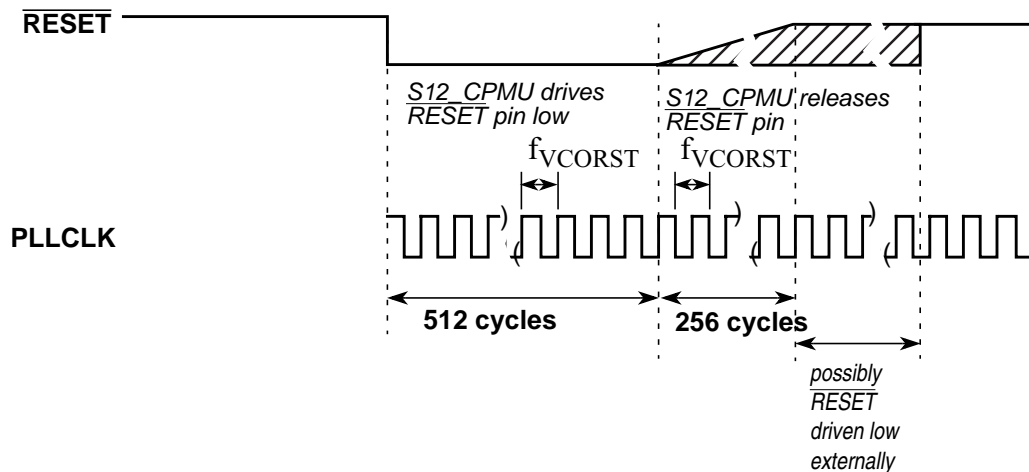 RESET
S12_CPMU drives
RESET pin low
S12_CPMU releases
RESET pin
fVCORST
fVCORST
PLLCLK
512 cycles
256 cycles
possibly
RESET
driven low
externally